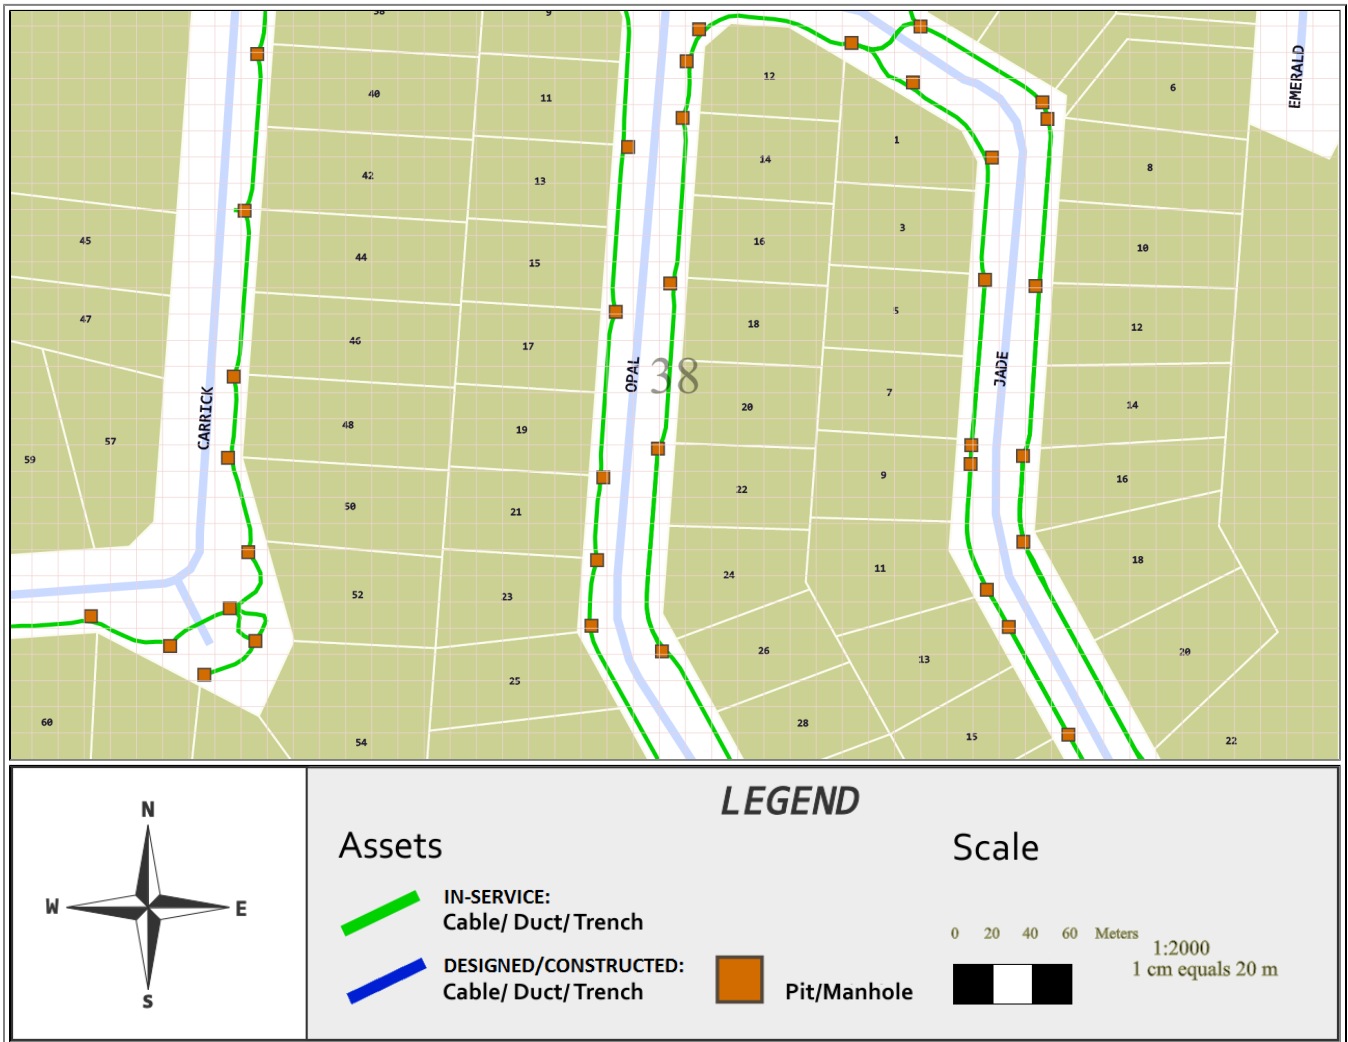 38
9
40
11
12
6
EMERALD
42
13
14
1
8
45
44
15
16
3
10
47
46
17
18
5
12
CARRICK
OPAL
38
JADE
59
57
48
19
20
7
14
50
21
22
9
16
52
23
24
11
18
60
54
25
26
28
13
15
20
22
N
W
E
S
LEGEND
Assets
IN-SERVICE:
Cable/ Duct/ Trench
DESIGNED/CONSTRUCTED:
Cable/ Duct/ Trench
Pit/Manhole
Scale
0 20 40 60 Meters
1:2000
1 cm equals 20 m